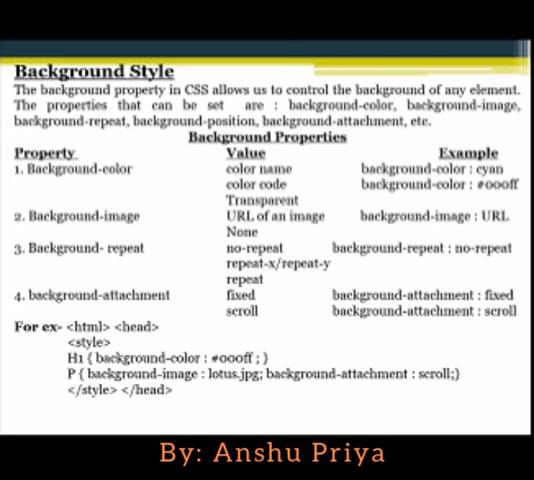 Background Style
The background property in CSS allows us to control the background of any element.
The properties that can be set are : background-color, background-image,
background-repeat, background-position, background-attachment, etc.
Background Properties
Property Value Example
1. Background-color color name background-color : cyan
color code background-color : #000ff
Transparent
2. Background-image URL of an image background-image : URL
None
3. Background- repeat no-repeat background-repeat : no-repeat
repeat-x/repeat-y
repeat
4. background-attachment fixed background-attachment : fixed
scroll background-attachment : scroll
For ex- <html> <head>
<style>
H1 { background-color : #000ff ; }
P { background-image : lotus.jpg; background-attachment : scroll;}
</style> </head>
By: Anshu Priya